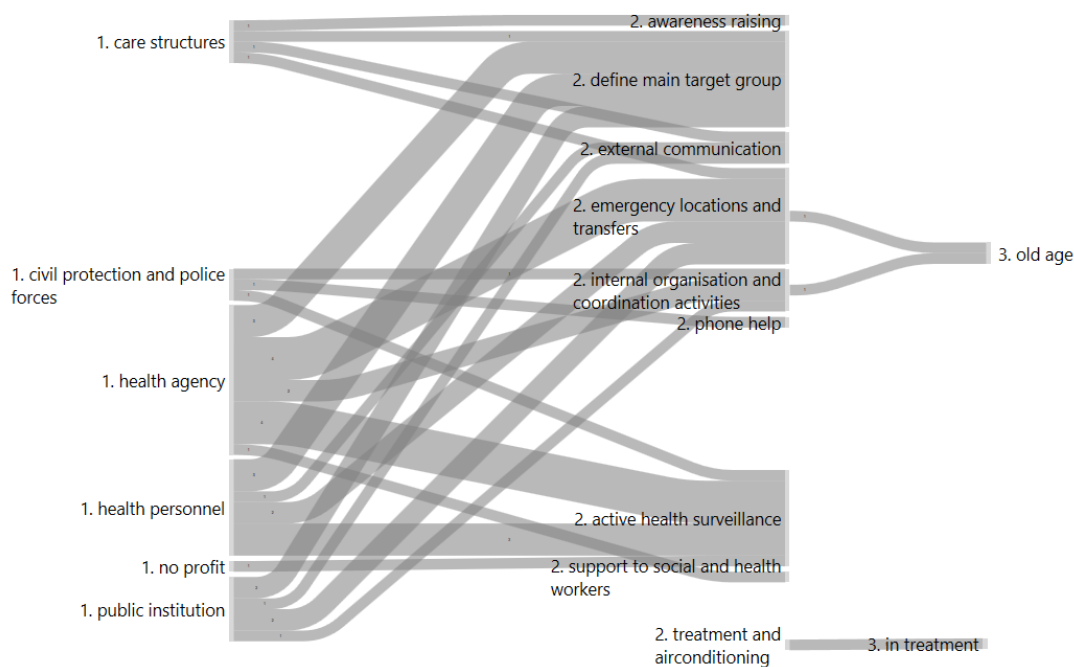 1. care structures
1. civil protection and police
forces
1. health agency
1. health personnel
1. no profit
1. public institution
2. awareness raising
2. define main target group
2. external communication
2. emergency locations and
transfers
2. internal organisation and
coordination activities
2. phone help
2. active health surveillance
2. support to social and health
workers
2. treatment and
airconditioning
3. old age
3. in treatment